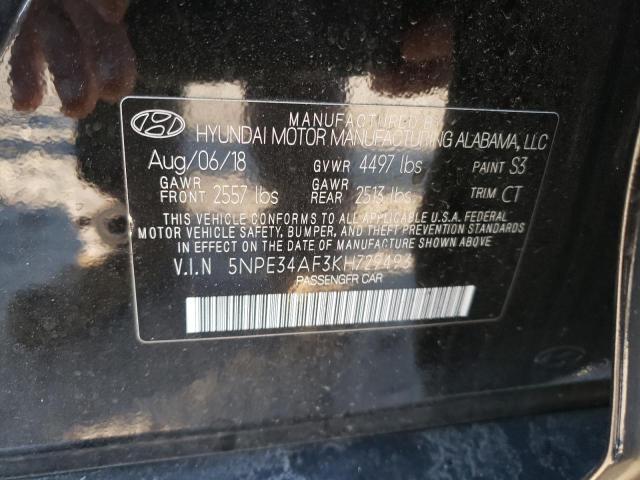 MANUFACTURED BY
HYUNDAI MOTOR MANUFACTURING ALABAMA, LLC
Aug/06/18 GVWR 4497 lbs PAINT S3
GAWR FRONT 2557 lbs GAWR REAR 2513 lbs TRIM CT
THIS VEHICLE CONFORMS TO ALL APPLICABLE U.S.A. FEDERAL
MOTOR VEHICLE SAFETY, BUMPER, AND THEFT PREVENTION STANDARDS
IN EFFECT ON THE DATE OF MANUFACTURE SHOWN ABOVE.
V.I.N 5NPE34AF3KH729493
PASSENGER CAR